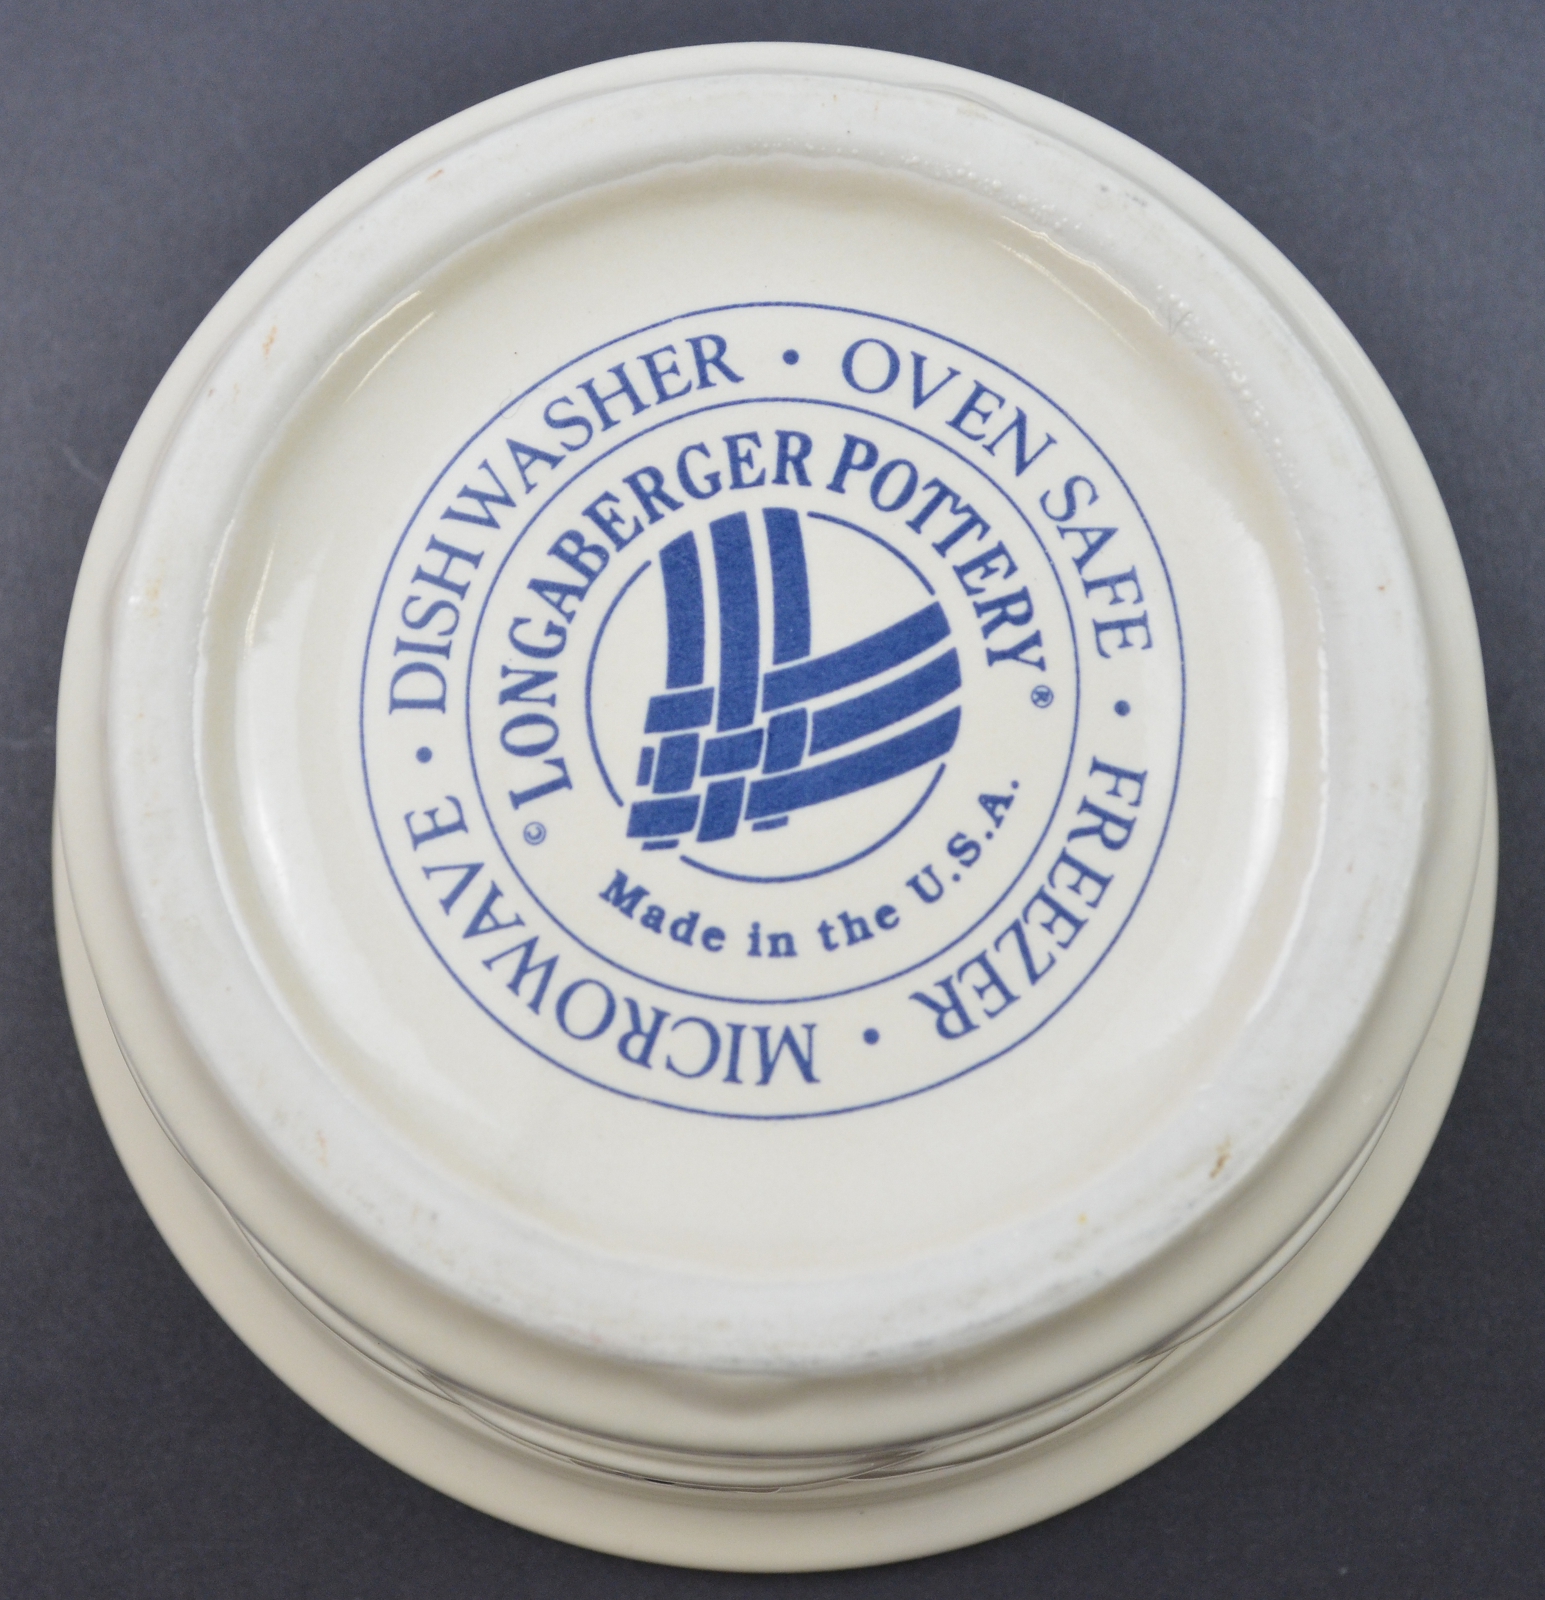 DISHWASHER • OVEN SAFE • FREEZER • MICROWAVE •
© LONGABERGER POTTERY ®
Made in the U.S.A.